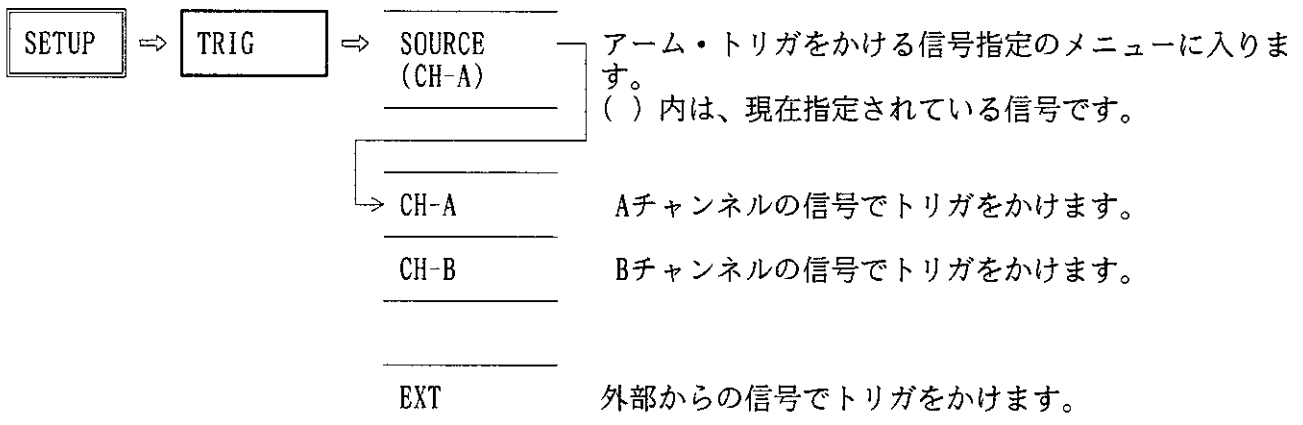 SETUP ⇨ TRIG ⇨ SOURCE アーム・トリガをかける信号指定のメニューに入りま
(CH-A) す。
( ) 内は、現在指定されている信号です。
CH-A Aチャンネルの信号でトリガをかけます。
CH-B Bチャンネルの信号でトリガをかけます。
EXT 外部からの信号でトリガをかけます。